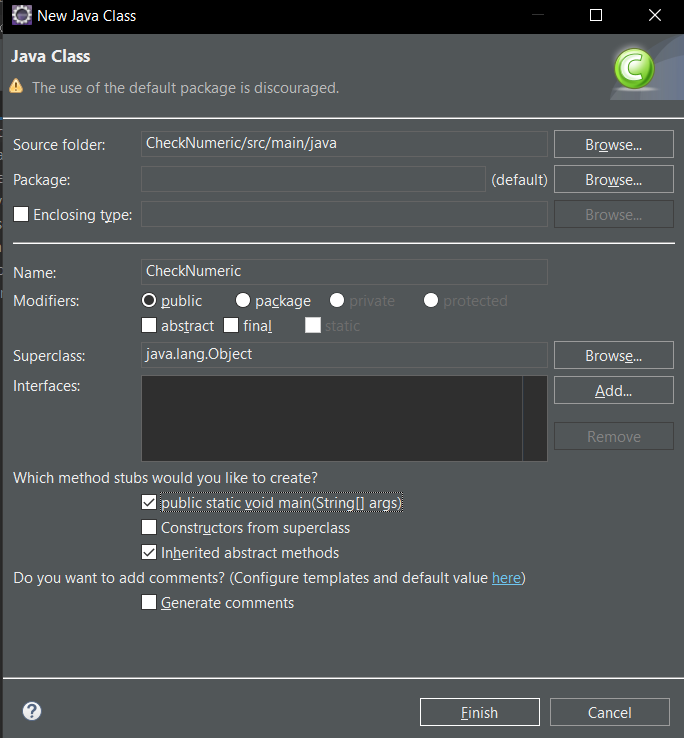 New Java Class
Java Class
The use of the default package is discouraged.
Source folder: CheckNumeric/src/main/java Browse...
Package: (default) Browse...
Enclosing type: Browse...
Name: CheckNumeric
Modifiers: public package private protected
abstract final static
Superclass: java.lang.Object Browse...
Interfaces: Add...
Remove
Which method stubs would you like to create?
public static void main(String[] args)
Constructors from superclass
Inherited abstract methods
Do you want to add comments? (Configure templates and default value here)
Generate comments
? Finish Cancel